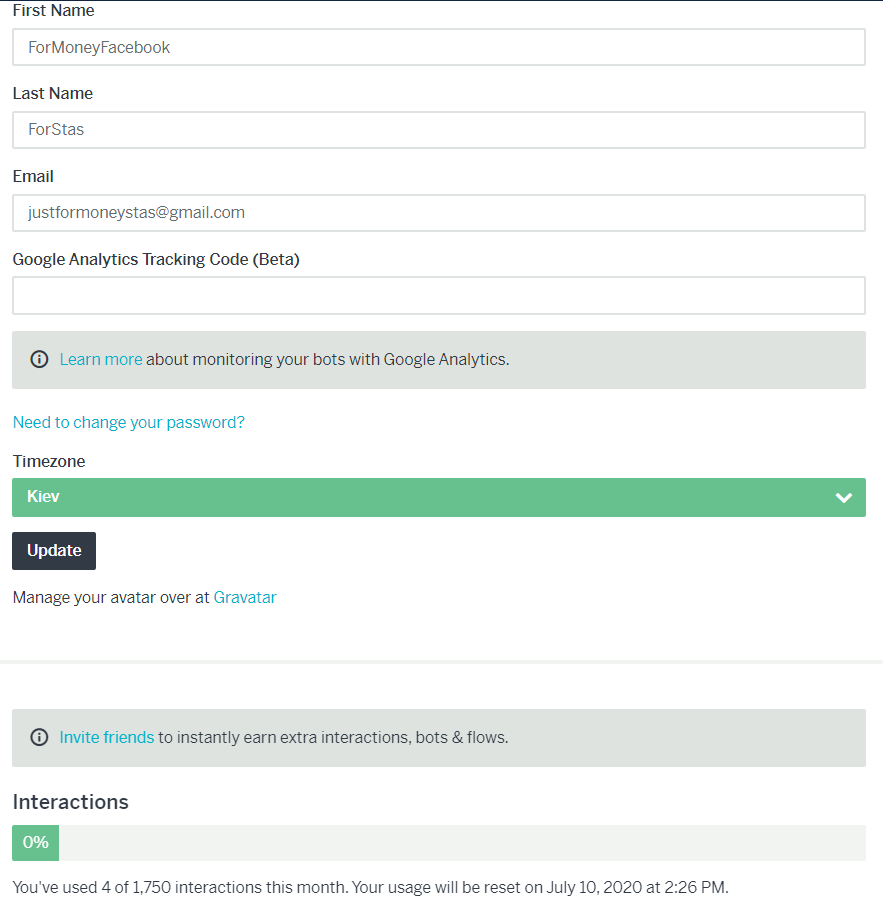 First Name
ForMoneyFacebook
Last Name
ForStas
Email
justformoneystas@gmail.com
Google Analytics Tracking Code (Beta)
Learn more about monitoring your bots with Google Analytics.
Need to change your password?
Timezone
Kiev
Update
Manage your avatar over at Gravatar
Invite friends to instantly earn extra interactions, bots & flows.
Interactions
0%
You've used 4 of 1,750 interactions this month. Your usage will be reset on July 10, 2020 at 2:26 PM.